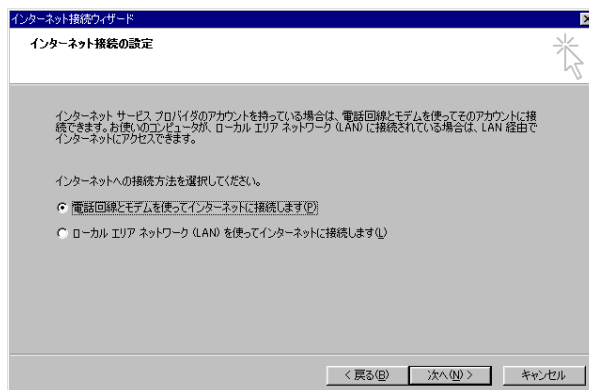 インターネット接続ウィザード
インターネット接続の設定
インターネット サービス プロバイダのアカウントを持っている場合は、電話回線とモデムを使ってそのアカウントに接
続できます。お使いのコンピュータが、ローカル エリア ネットワーク (LAN) に接続されている場合は、LAN 経由で
インターネットにアクセスできます。
インターネットへの接続方法を選択してください。
電話回線とモデムを使ってインターネットに接続します(P)
ローカル エリア ネットワーク (LAN) を使ってインターネットに接続します(L)
< 戻る(B) 次へ(N) > キャンセル